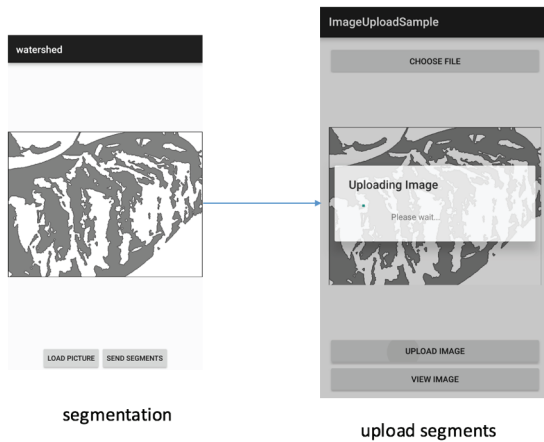 watershed
LOAD PICTURE
SEND SEGMENTS
segmentation
ImageUploadSample
CHOOSE FILE
Uploading Image
Please wait...
UPLOAD IMAGE
VIEW IMAGE
upload segments